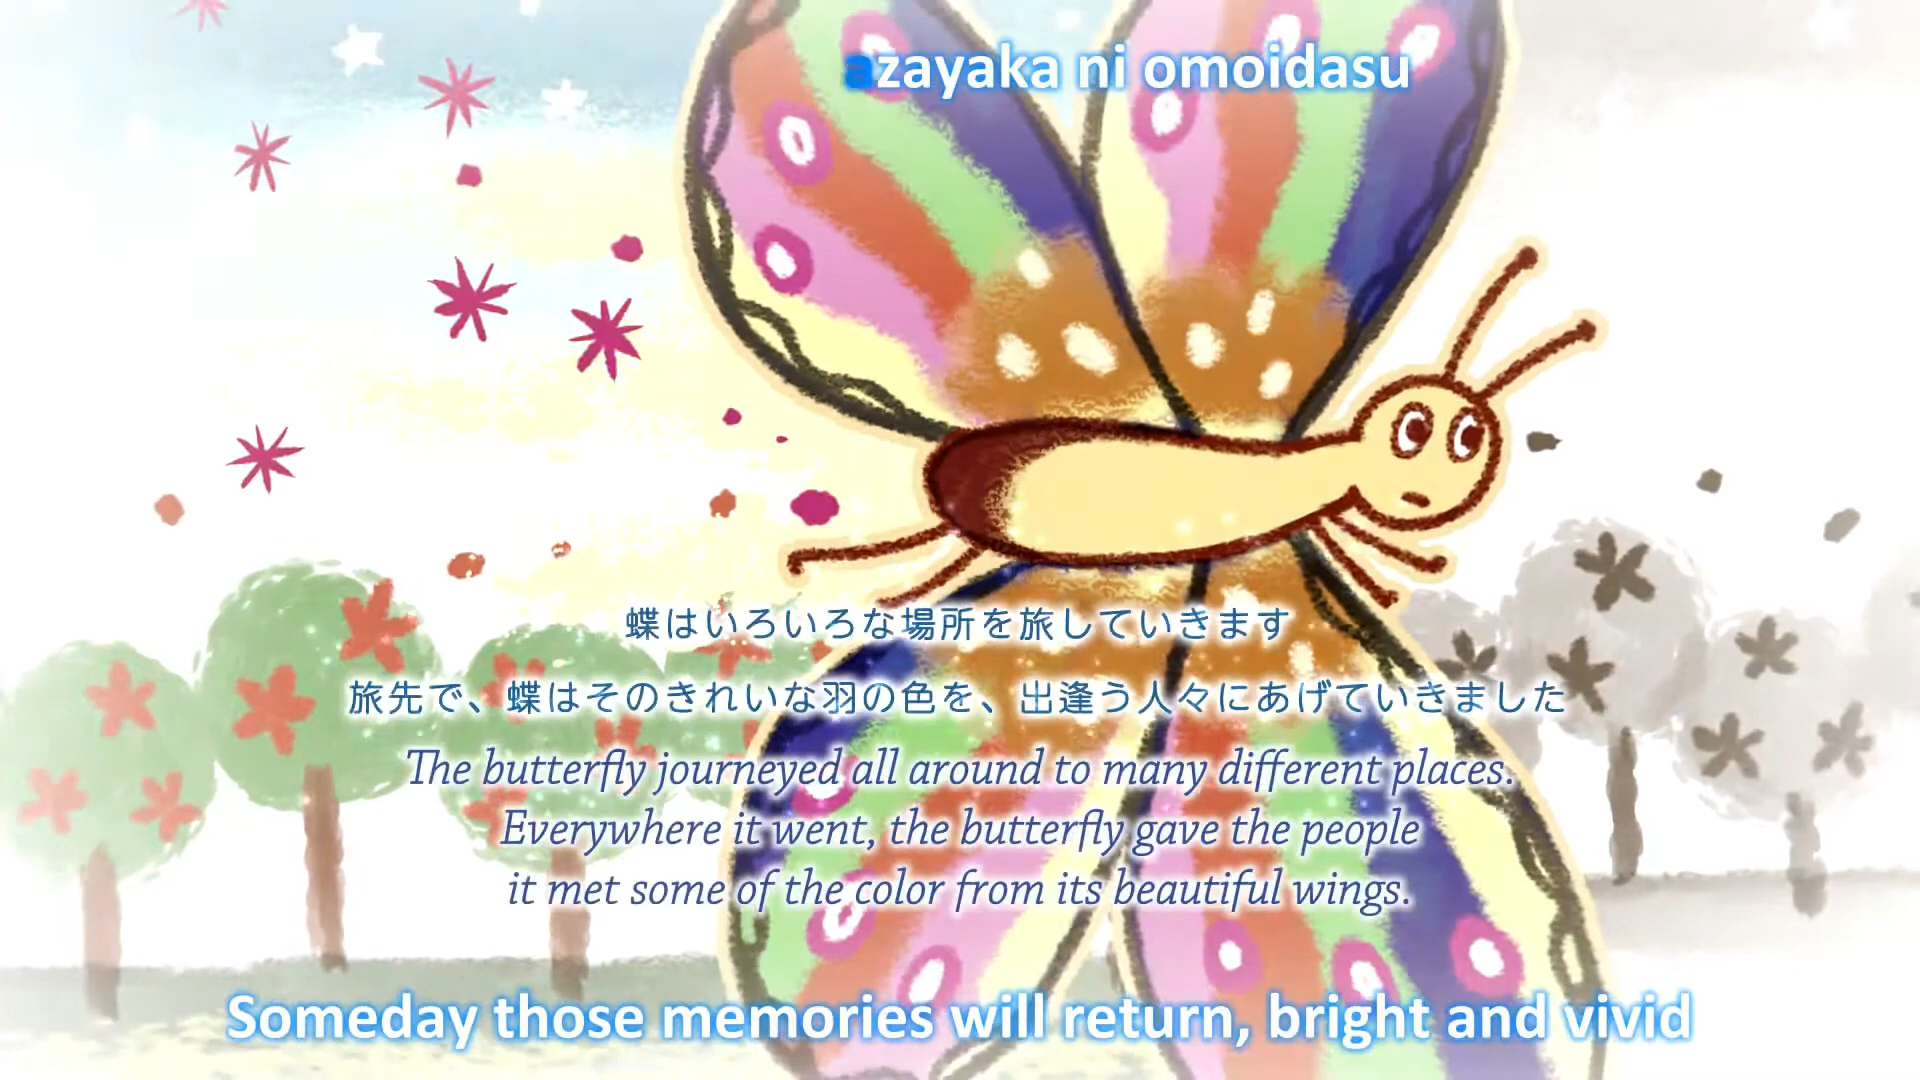 azayaka ni omoidasu
蝶はいろいろな場所を旅していきます
旅先で、蝶はそのきれいな羽の色を、出逢う人々にあげていきました
The butterfly journeyed all around to many different places.
Everywhere it went, the butterfly gave the people
it met some of the color from its beautiful wings.
Someday those memories will return, bright and vivid